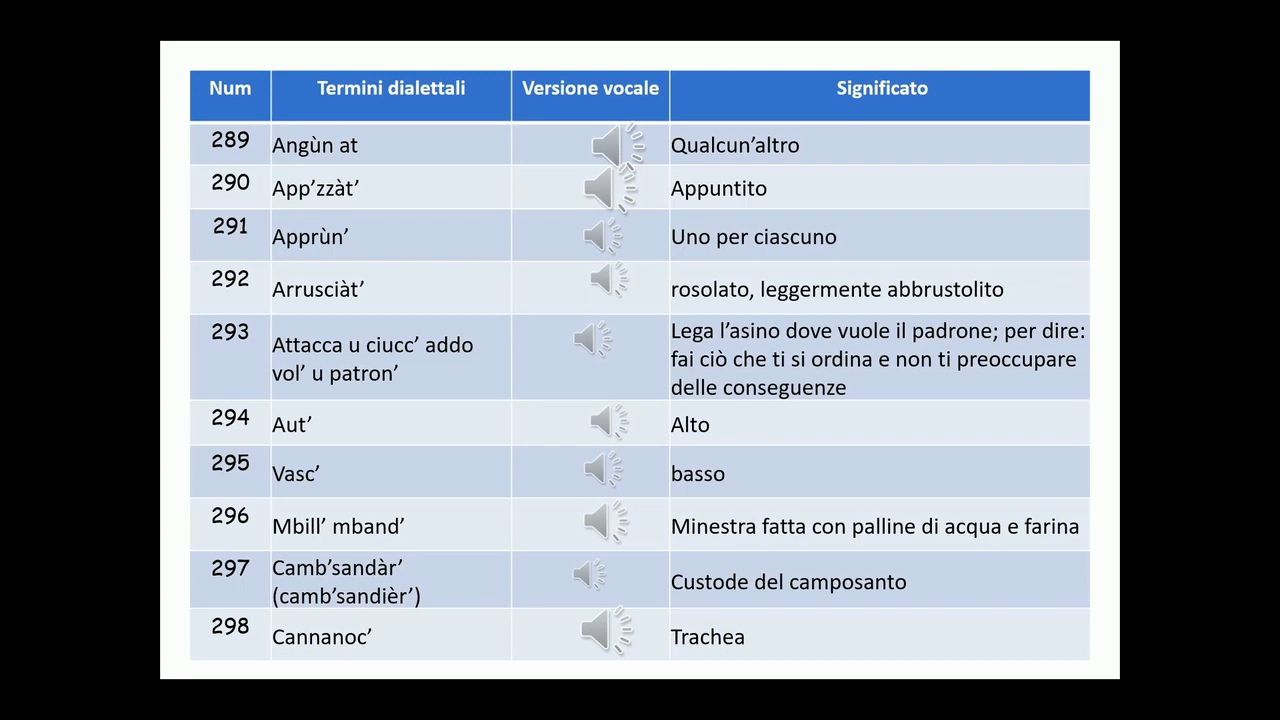 Num Termini dialettali Versione vocale Significato
289 Angùn at Qualcun’altro
290 App’zzàt’ Appuntito
291 Apprùn’ Uno per ciascuno
292 Arrusciàt’ rosolato, leggermente abbrustolito
293 Attacca u ciucc’ addo
vol’ u patron’
Lega l’asino dove vuole il padrone; per dire:
fai ciò che ti si ordina e non ti preoccupare
delle conseguenze
294 Aut’ Alto
295 Vasc’ basso
296 Mbill’ mband’ Minestra fatta con palline di acqua e farina
297 Camb’sandàr’
(camb’sandièr’)
Custode del camposanto
298 Cannanoc’ Trachea